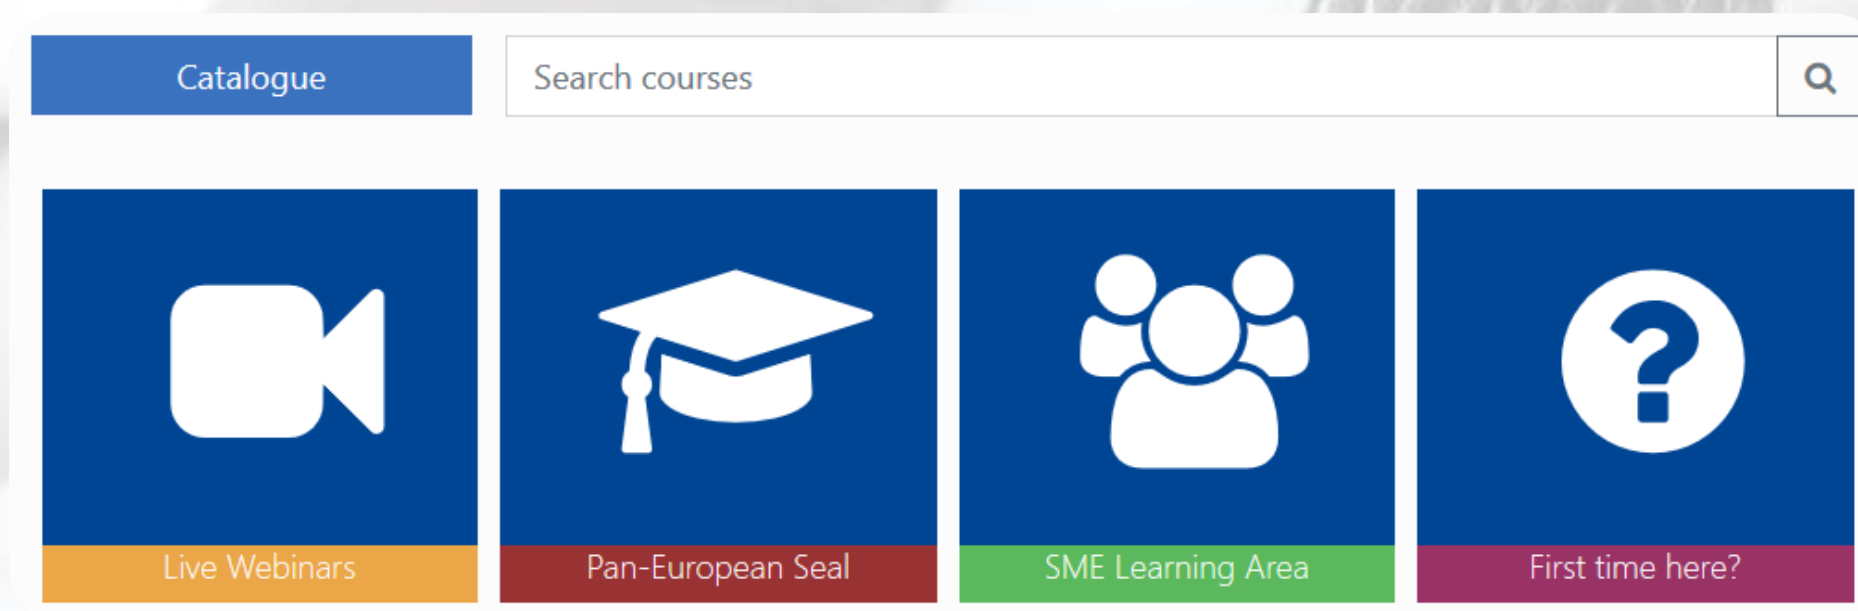 Catalogue
Search courses
Live Webinars
Pan-European Seal
SME Learning Area
First time here?